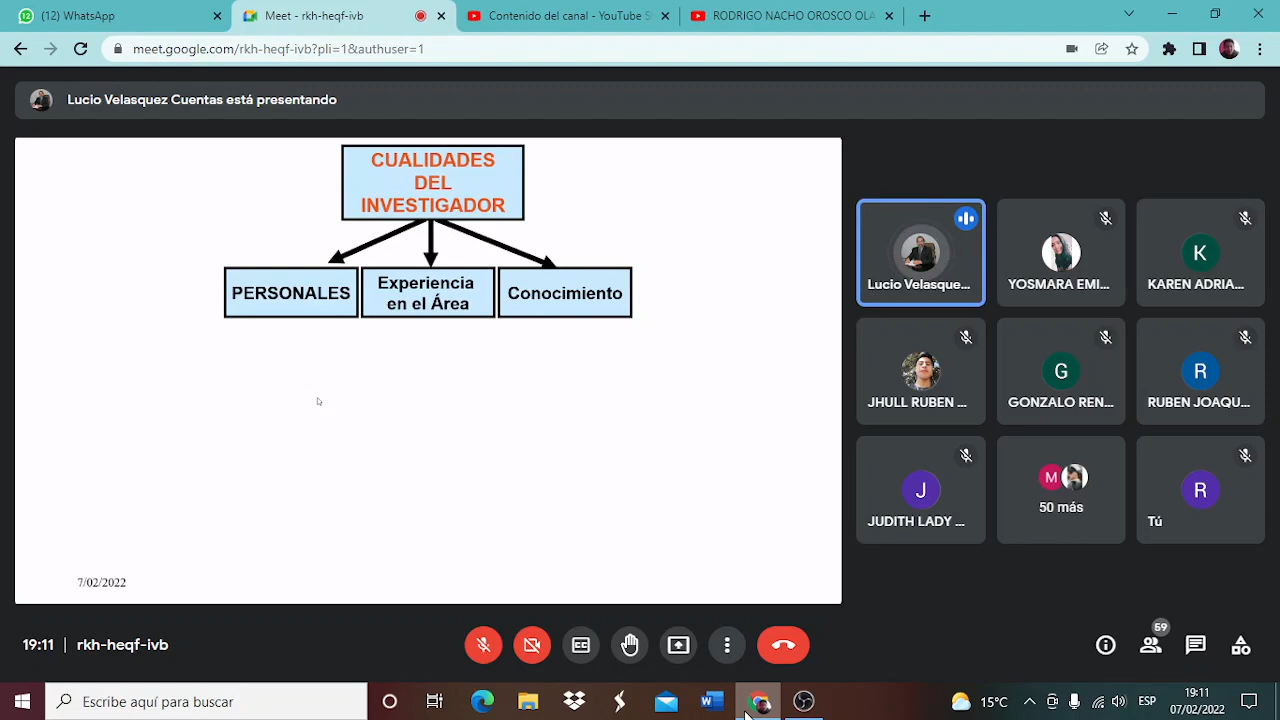 (12) WhatsApp
Meet - rkh-heqf-ivb
Contenido del canal - YouTube S
RODRIGO NACHO OROSCO OLA
meet.google.com/rkh-heqf-ivb?pli=1&authuser=1
Lucio Velasquez Cuentas está presentando
CUALIDADES
DEL
INVESTIGADOR
PERSONALES
Experiencia
en el Área
Conocimiento
7/02/2022
Lucio Velasque...
YOSMARA EMI...
K
KAREN ADRIA...
JHULL RUBEN ...
G
GONZALO REN...
R
RUBEN JOAQU...
J
JUDITH LADY ...
M
50 más
R
Tú
19:11 | rkh-heqf-ivb
59
Escribe aquí para buscar
15°C
ESP
19:11
07/02/2022